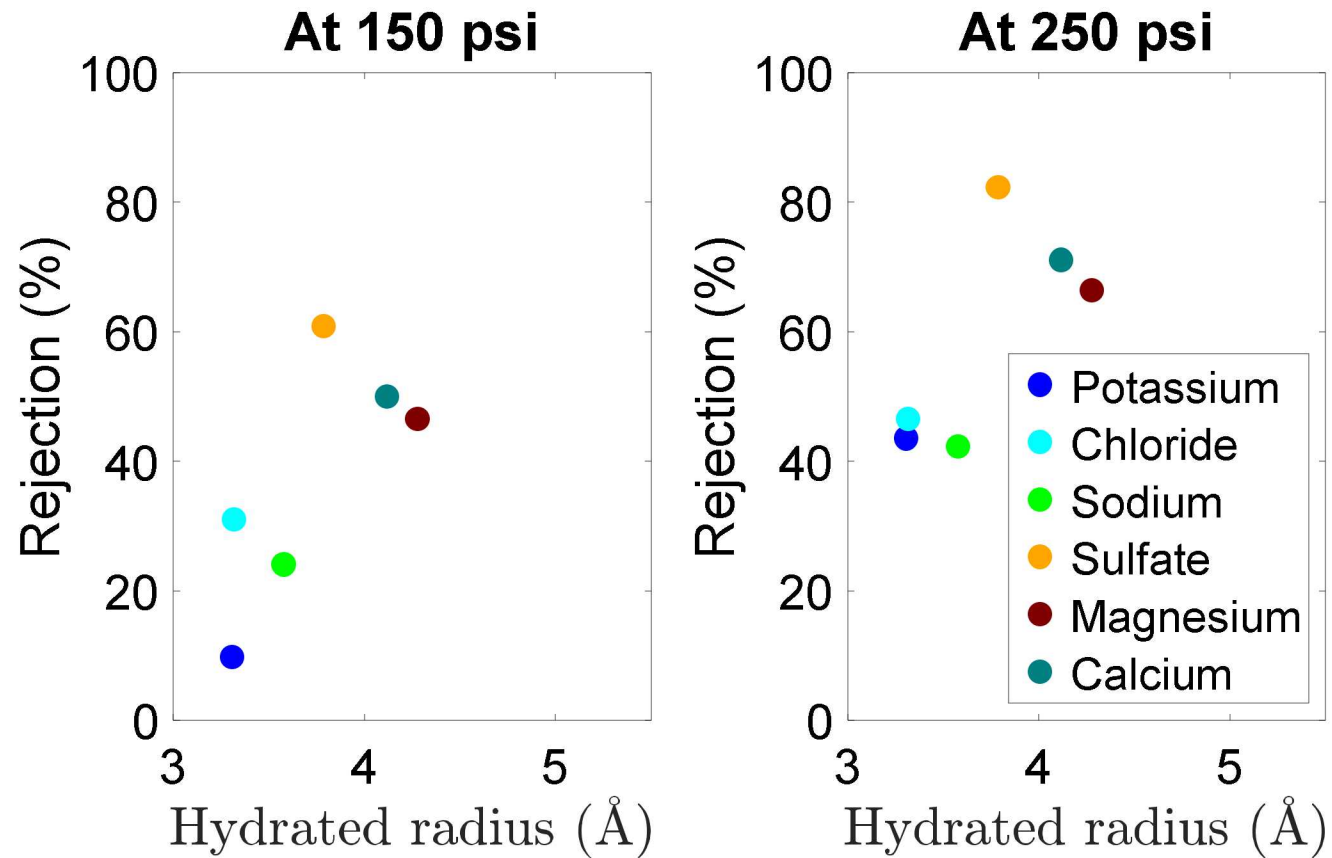 At 150 psi
100
80
60
40
20
0
3
4
5
Rejection (%)
Hydrated radius (Å)
At 250 psi
100
80
60
40
20
0
3
4
5
Rejection (%)
Hydrated radius (Å)
Potassium
Chloride
Sodium
Sulfate
Magnesium
Calcium